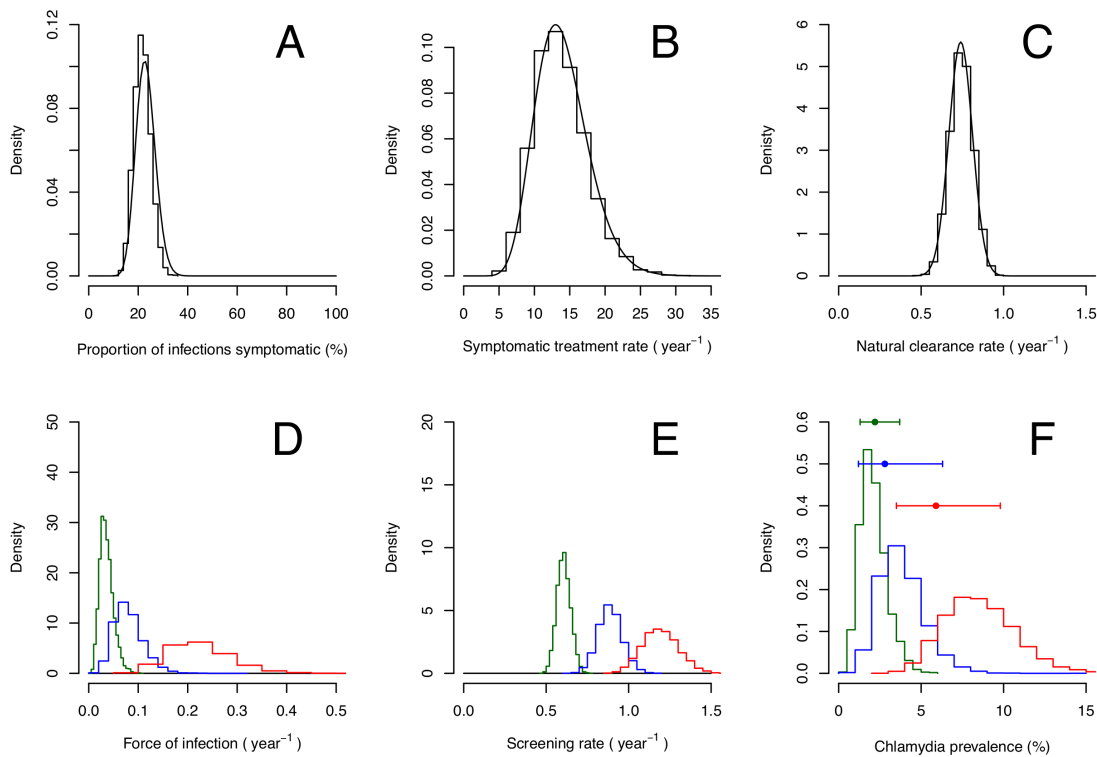 A
Density
0.00 0.04 0.08 0.12
0 20 40 60 80 100
Proportion of infections symptomatic (%)
B
Density
0.00 0.02 0.04 0.06 0.08 0.10
0 5 10 15 20 25 30 35
Symptomatic treatment rate ( year⁻¹ )
C
Denisty
0 1 2 3 4 5 6
0.0 0.5 1.0 1.5
Natural clearance rate ( year⁻¹ )
D
Density
0 10 20 30 40 50
0.0 0.1 0.2 0.3 0.4 0.5
Force of infection ( year⁻¹ )
E
Density
0 5 10 15 20
0.0 0.5 1.0 1.5
Screening rate ( year⁻¹ )
F
Density
0.0 0.1 0.2 0.3 0.4 0.5 0.6
0 5 10 15
Chlamydia prevalence (%)